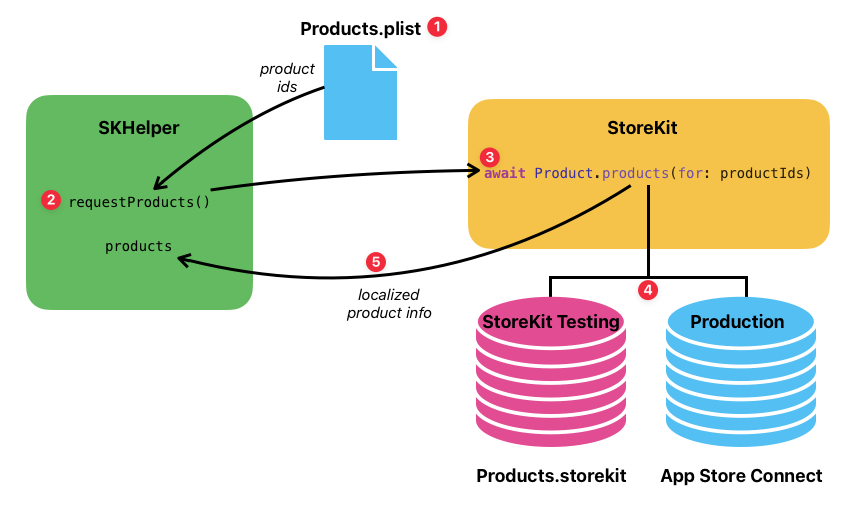 Products.plist 1
product
ids
SKHelper
StoreKit
3
await Product.products(for: productIds)
2 requestProducts()
products
5
localized
product info
4
StoreKit Testing
Production
Products.storekit
App Store Connect